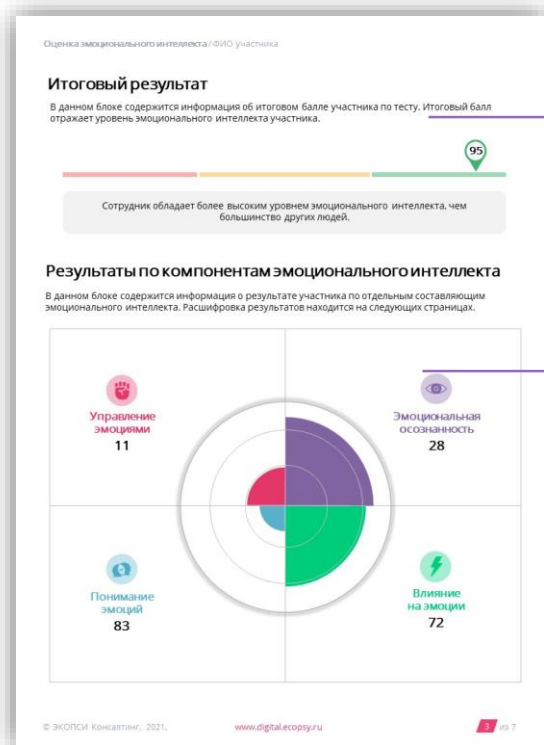 Оценка эмоционального интеллекта / ФИО участника
Итоговый результат
В данном блоке содержится информация об итоговом балле участника по тесту. Итоговый балл
отражает уровень эмоционального интеллекта участника.
95
Сотрудник обладает более высоким уровнем эмоционального интеллекта, чем
большинство других людей.
Результаты по компонентам эмоционального интеллекта
В данном блоке содержится информация о результате участника по отдельным составляющим
эмоционального интеллекта. Расшифровка результатов находится на следующих страницах.
Управление
эмоциями
11
Эмоциональная
осознанность
28
Понимание
эмоций
83
Влияние
на эмоции
72
© ЭКОПСИ Консалтинг, 2021. www.digital.ecopsy.ru 3 из 7